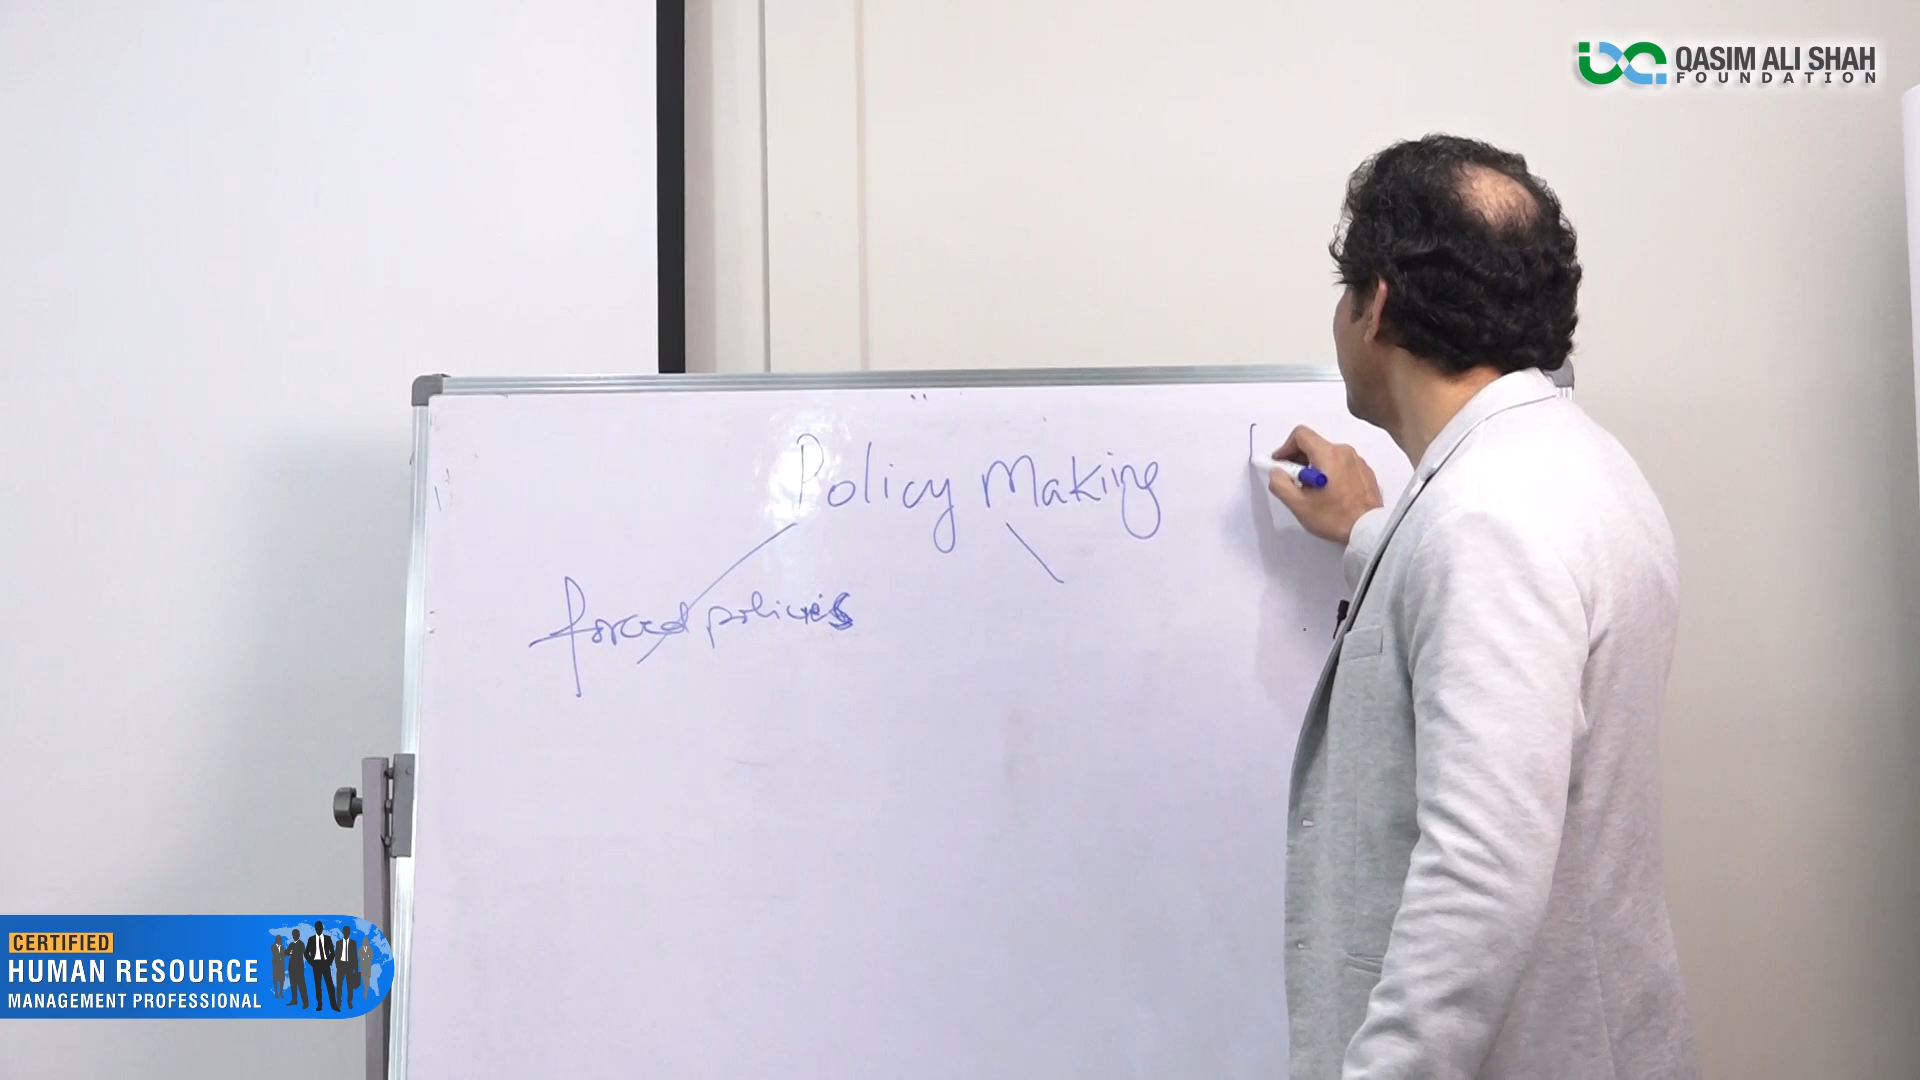 QASIM ALI SHAH
FOUNDATION
Policy Making
forced policies
CERTIFIED
HUMAN RESOURCE
MANAGEMENT PROFESSIONAL